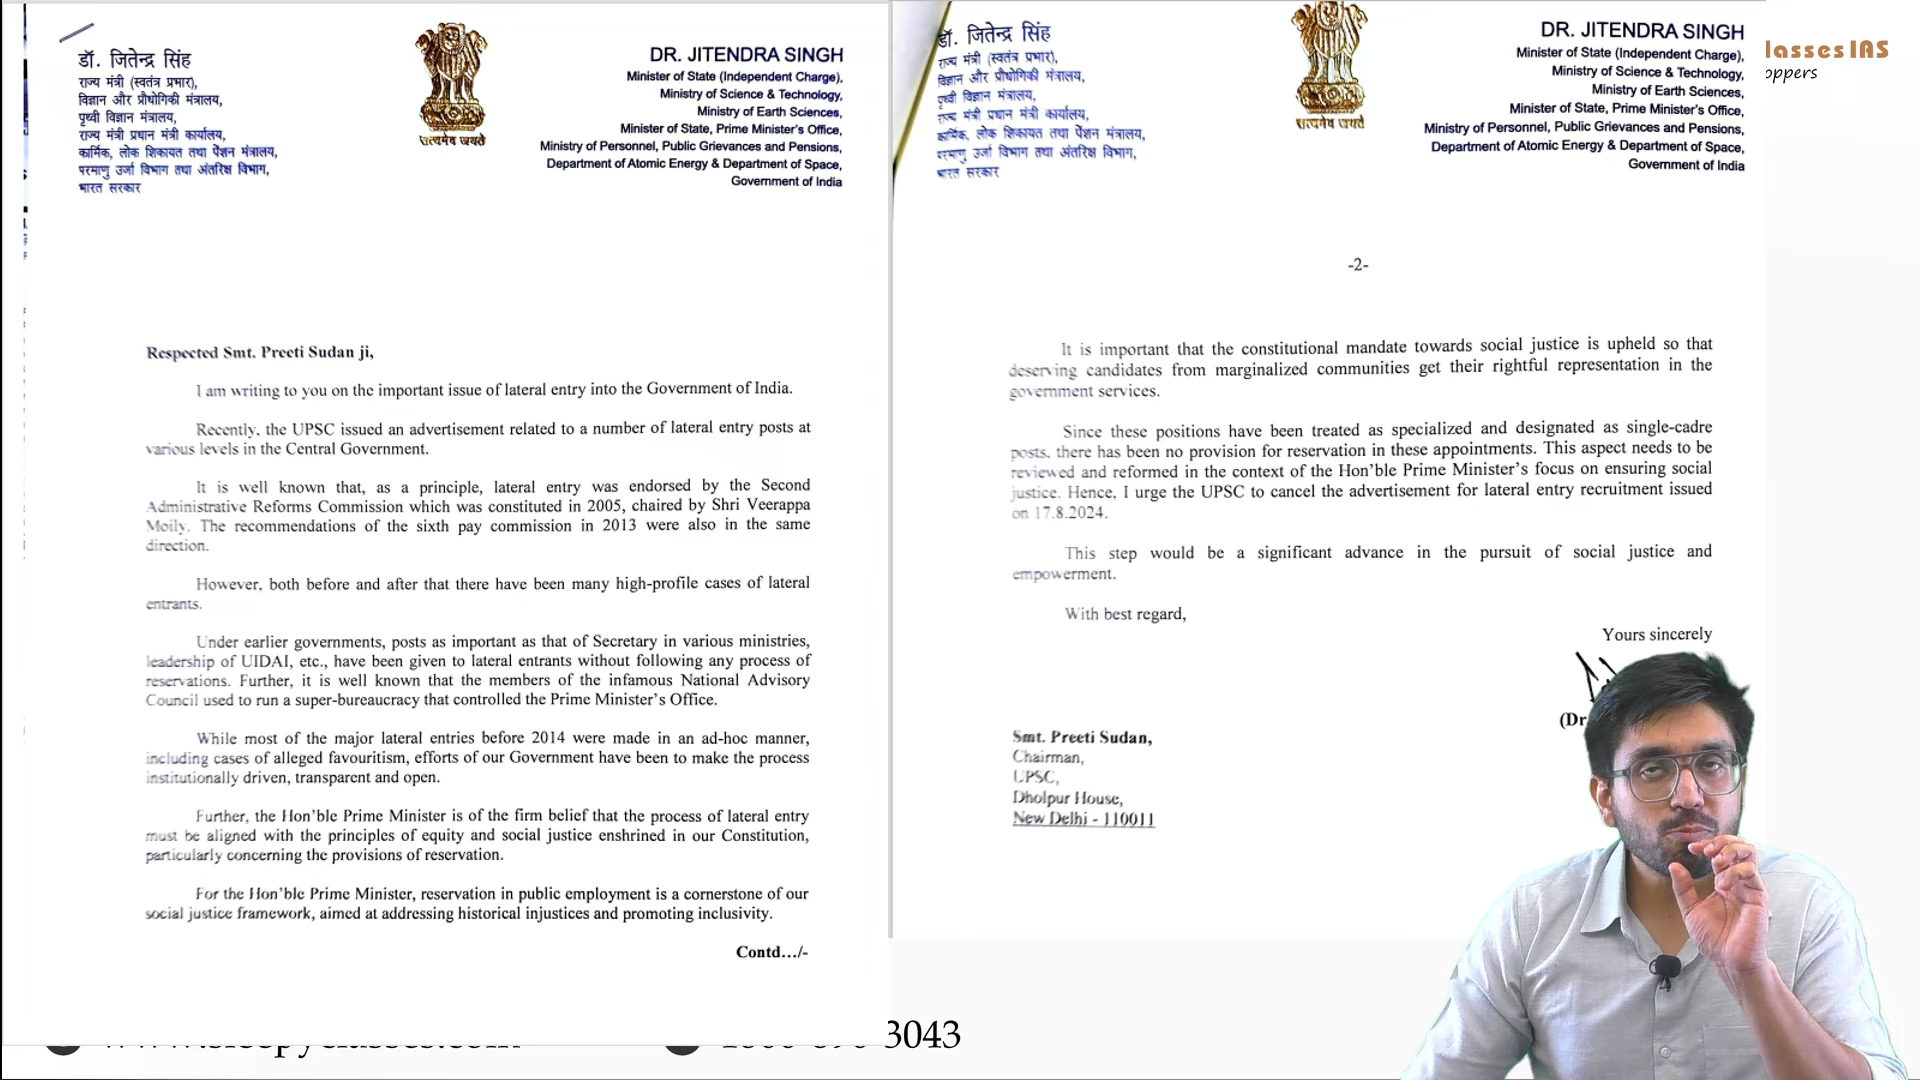 डॉ. जितेन्द्र सिंह
राज्य मंत्री (स्वतंत्र प्रभार),
विज्ञान और प्रौद्योगिकी मंत्रालय,
पृथ्वी विज्ञान मंत्रालय,
राज्य मंत्री प्रधान मंत्री कार्यालय,
कार्मिक, लोक शिकायत तथा पेंशन मंत्रालय,
परमाणु उर्जा विभाग तथा अंतरिक्ष विभाग,
भारत सरकार
सत्यमेव जयते
DR. JITENDRA SINGH
Minister of State (Independent Charge),
Ministry of Science & Technology,
Ministry of Earth Sciences,
Minister of State, Prime Minister's Office,
Ministry of Personnel, Public Grievances and Pensions,
Department of Atomic Energy & Department of Space,
Government of India
Respected Smt. Preeti Sudan ji,
I am writing to you on the important issue of lateral entry into the Government of India.
Recently, the UPSC issued an advertisement related to a number of lateral entry posts at
various levels in the Central Government.
It is well known that, as a principle, lateral entry was endorsed by the Second
Administrative Reforms Commission which was constituted in 2005, chaired by Shri Veerappa
Moily. The recommendations of the sixth pay commission in 2013 were also in the same
direction.
However, both before and after that there have been many high-profile cases of lateral
entrants.
Under earlier governments, posts as important as that of Secretary in various ministries,
leadership of UIDAI, etc., have been given to lateral entrants without following any process of
reservations. Further, it is well known that the members of the infamous National Advisory
Council used to run a super-bureaucracy that controlled the Prime Minister's Office.
While most of the major lateral entries before 2014 were made in an ad-hoc manner,
including cases of alleged favouritism, efforts of our Government have been to make the process
institutionally driven, transparent and open.
Further, the Hon'ble Prime Minister is of the firm belief that the process of lateral entry
must be aligned with the principles of equity and social justice enshrined in our Constitution,
particularly concerning the provisions of reservation.
For the Hon'ble Prime Minister, reservation in public employment is a cornerstone of our
social justice framework, aimed at addressing historical injustices and promoting inclusivity.
Contd.../-
डॉ. जितेन्द्र सिंह
राज्य मंत्री (स्वतंत्र प्रभार),
विज्ञान और प्रौद्योगिकी मंत्रालय,
पृथ्वी विज्ञान मंत्रालय,
राज्य मंत्री प्रधान मंत्री कार्यालय,
कार्मिक, लोक शिकायत तथा पेंशन मंत्रालय,
परमाणु उर्जा विभाग तथा अंतरिक्ष विभाग,
भारत सरकार
सत्यमेव जयते
DR. JITENDRA SINGH
Minister of State (Independent Charge),
Ministry of Science & Technology,
Ministry of Earth Sciences,
Minister of State, Prime Minister's Office,
Ministry of Personnel, Public Grievances and Pensions,
Department of Atomic Energy & Department of Space,
Government of India
lasses IAS
oppers
-2-
It is important that the constitutional mandate towards social justice is upheld so that
deserving candidates from marginalized communities get their rightful representation in the
government services.
Since these positions have been treated as specialized and designated as single-cadre
posts, there has been no provision for reservation in these appointments. This aspect needs to be
reviewed and reformed in the context of the Hon'ble Prime Minister's focus on ensuring social
justice. Hence, I urge the UPSC to cancel the advertisement for lateral entry recruitment issued
on 17.8.2024.
This step would be a significant advance in the pursuit of social justice and
empowerment.
With best regard,
Yours sincerely
(Dr.
Smt. Preeti Sudan,
Chairman,
UPSC,
Dholpur House,
New Delhi - 110011
3043